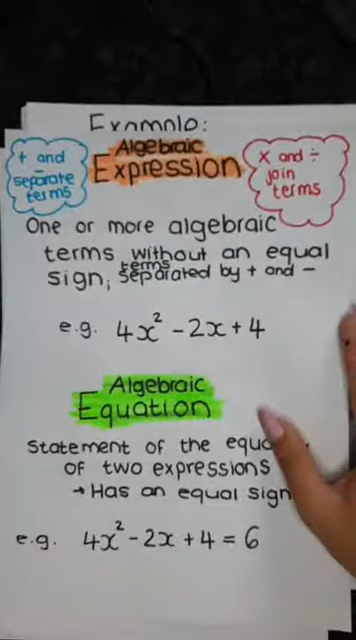 Example:
+ and -
separate
terms
Algebraic
Expression
x and ÷
join
terms
One or more algebraic
terms without an equal
sign; terms separated by + and -
e.g. 4x² - 2x + 4
Algebraic
Equation
Statement of the
of two expressions
→ Has an equal sign
e.g. 4x² - 2x + 4 = 6